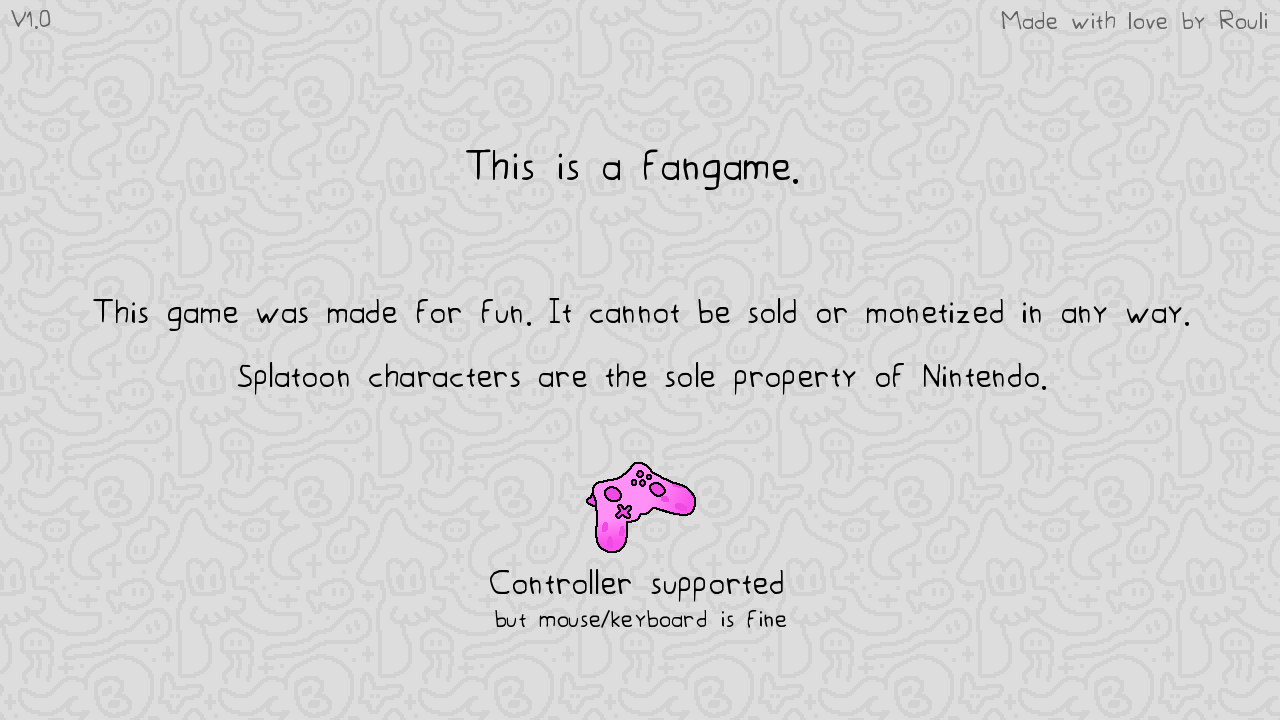 V1.0
Made with love by Rouli
This is a fangame.
This game was made for fun. It cannot be sold or monetized in any way.
Splatoon characters are the sole property of Nintendo.
Controller supported
but mouse/keyboard is fine